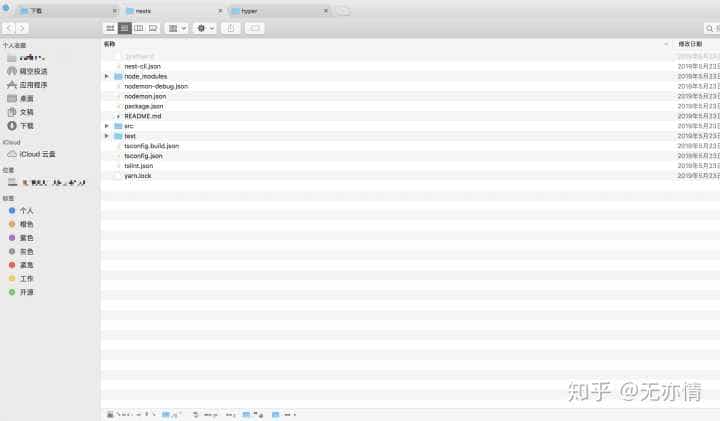 下载
nestx
hyper
个人收藏
名称
修改日期
隔空投送
应用程序
桌面
文稿
下载
iCloud
iCloud 云盘
位置
标签
个人
橙色
紫色
灰色
紧急
工作
开源
.prettierrc
nest-cli.json
node_modules
nodemon-debug.json
nodemon.json
package.json
README.md
src
test
tsconfig.build.json
tsconfig.json
tslint.json
yarn.lock
2019年5月23日
2019年5月23日
2019年5月23日
2019年5月23日
2019年5月23日
2019年5月23日
2019年5月23日
2019年5月23日
2019年5月23日
2019年5月23日
2019年5月23日
2019年5月23日
2019年5月23日
知乎 @无亦情